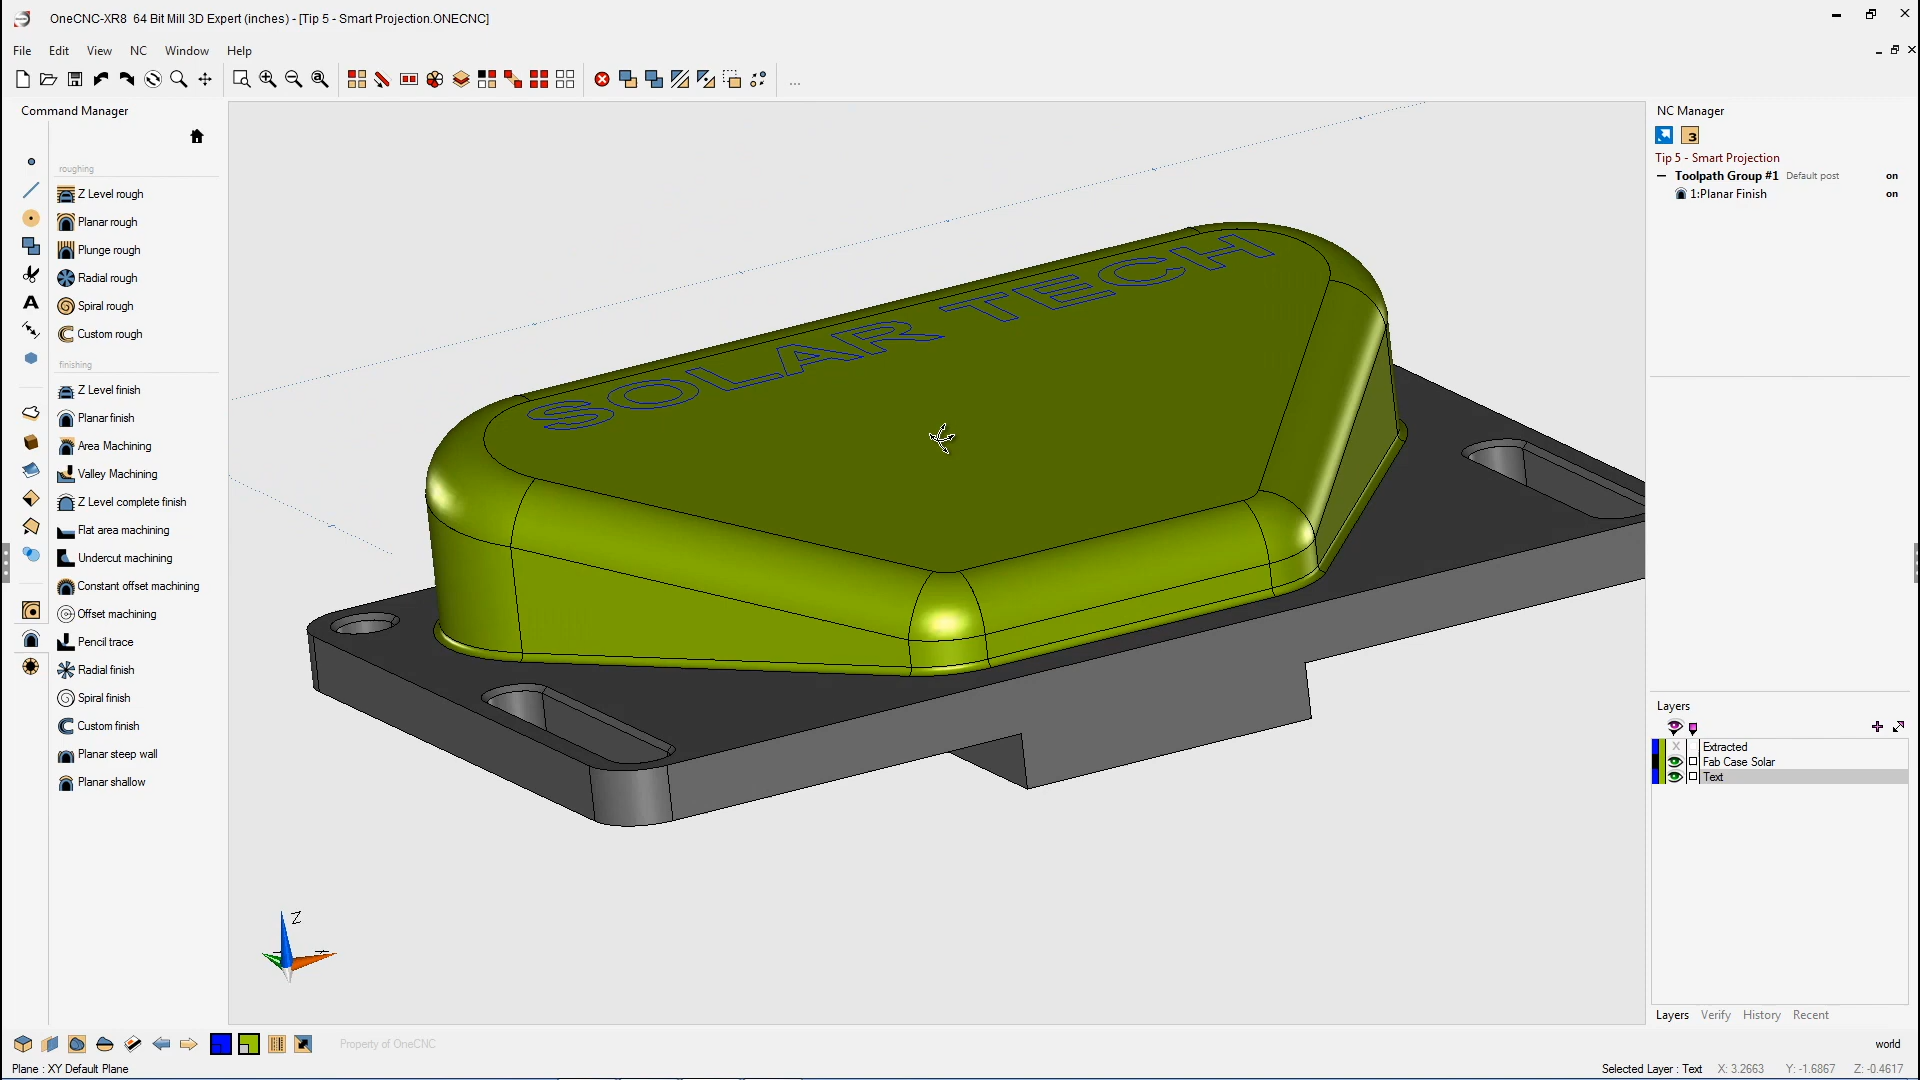 OneCNC-XR8 64 Bit Mill 3D Expert (inches) - [Tip 5 - Smart Projection.ONECNC]
File Edit View NC Window Help
...
Command Manager
roughing
Z Level rough
Planar rough
Plunge rough
Radial rough
Spiral rough
Custom rough
finishing
Z Level finish
Planar finish
Area Machining
Valley Machining
Z Level complete finish
Flat area machining
Undercut machining
Constant offset machining
Offset machining
Pencil trace
Radial finish
Spiral finish
Custom finish
Planar steep wall
Planar shallow
A
SOLAR TECH
Z
NC Manager
3
Tip 5 - Smart Projection
Toolpath Group #1 Default post on
1:Planar Finish on
Layers
X Extracted
Fab Case Solar
Text
Layers Verify History Recent
Property of OneCNC
world
Plane : XY Default Plane
Selected Layer : Text X: 3.2663 Y: -1.6867 Z: -0.4617